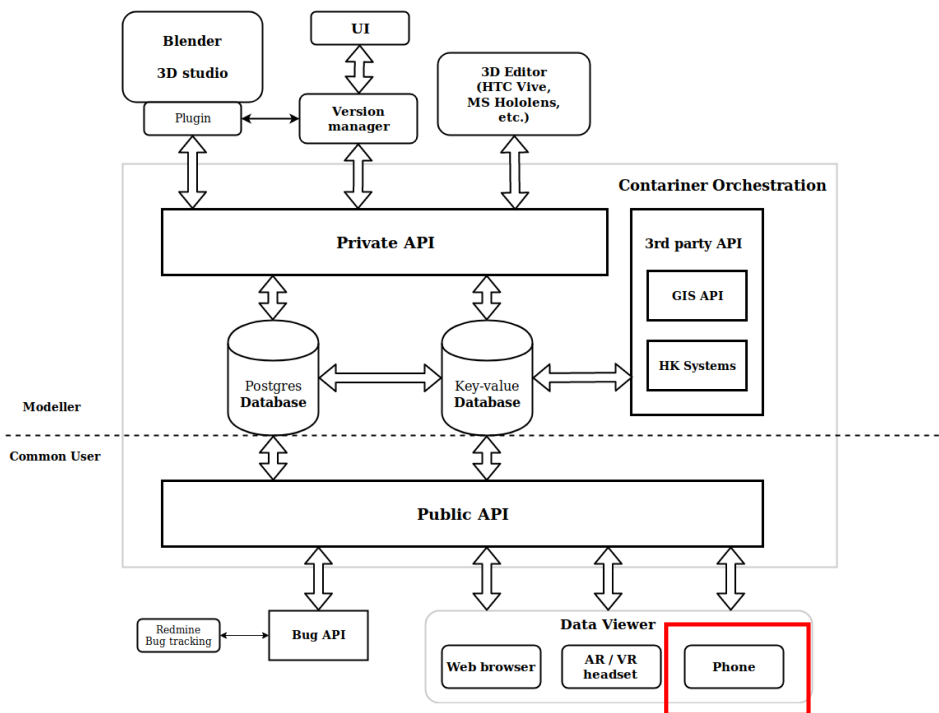 Blender
3D studio
Plugin
UI
Version
manager
3D Editor
(HTC Vive,
MS Hololens,
etc.)
Contariner Orchestration
Private API
3rd party API
GIS API
HK Systems
Postgres
Database
Key-value
Database
Modeller
Common User
Public API
Redmine
Bug tracking
Bug API
Data Viewer
Web browser
AR / VR
headset
Phone